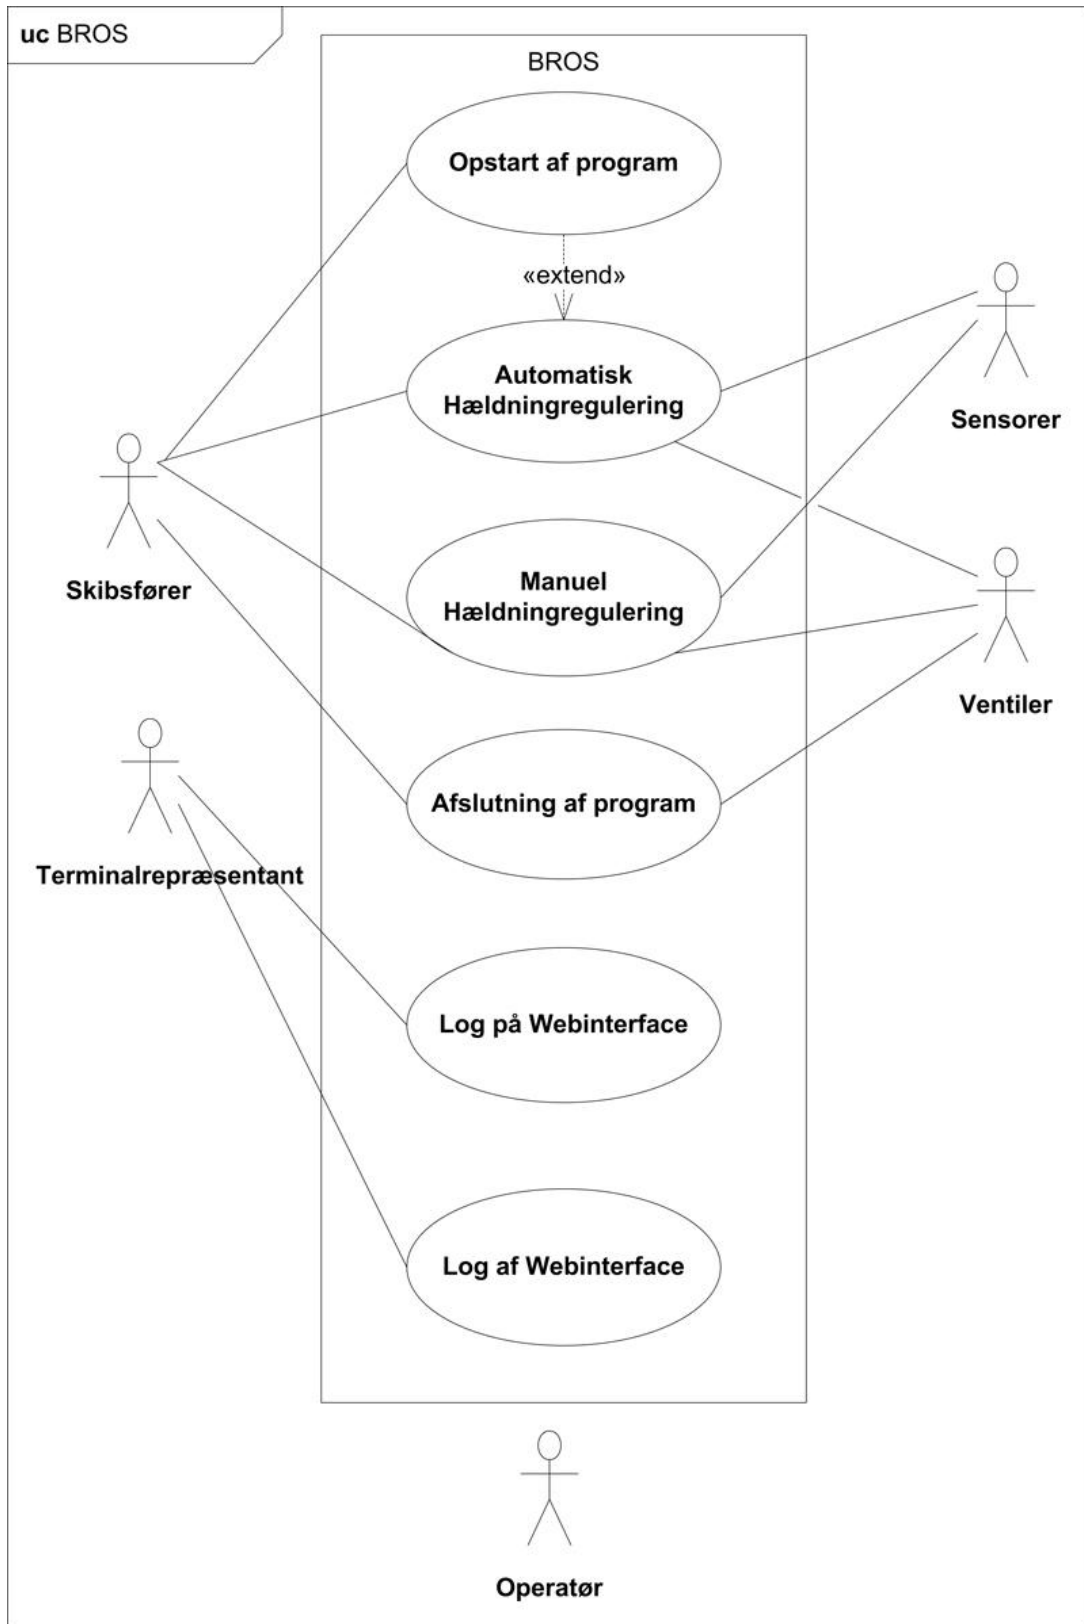 uc BROS
BROS
Opstart af program
«extend»
Automatisk
Hældningregulering
Sensorer
Skibsfører
Manuel
Hældningregulering
Ventiler
Afslutning af program
Terminalrepræsentant
Log på Webinterface
Log af Webinterface
Operatør